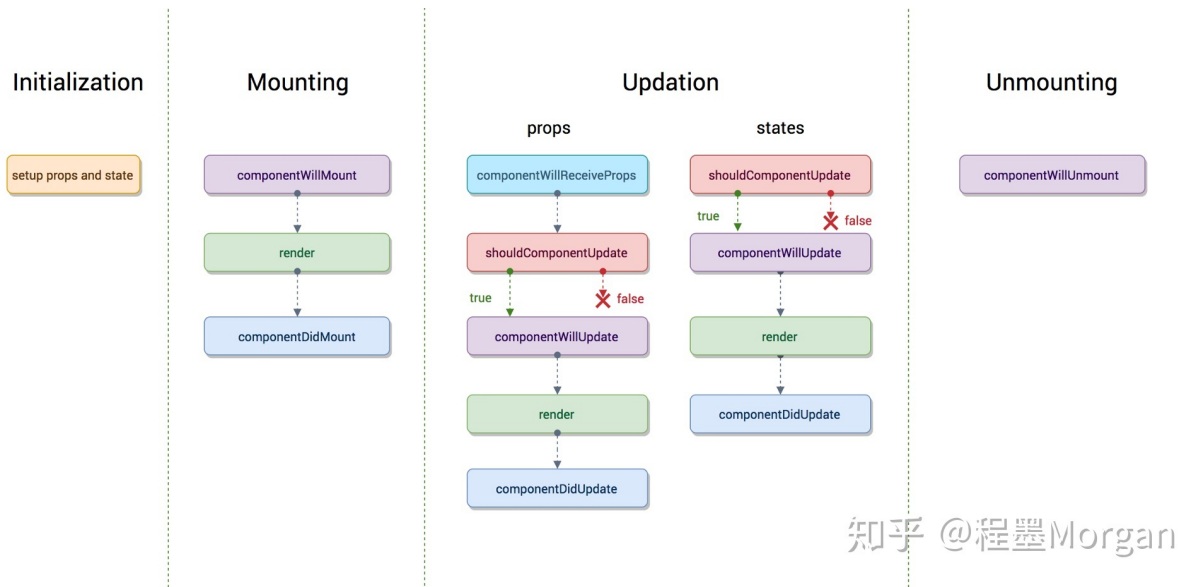 Initialization
Mounting
Updation
Unmounting
props
states
setup props and state
componentWillMount
componentWillReceiveProps
shouldComponentUpdate
componentWillUnmount
true
false
render
shouldComponentUpdate
componentWillUpdate
true
false
componentDidMount
componentWillUpdate
render
render
componentDidUpdate
componentDidUpdate
知乎 @程墨Morgan